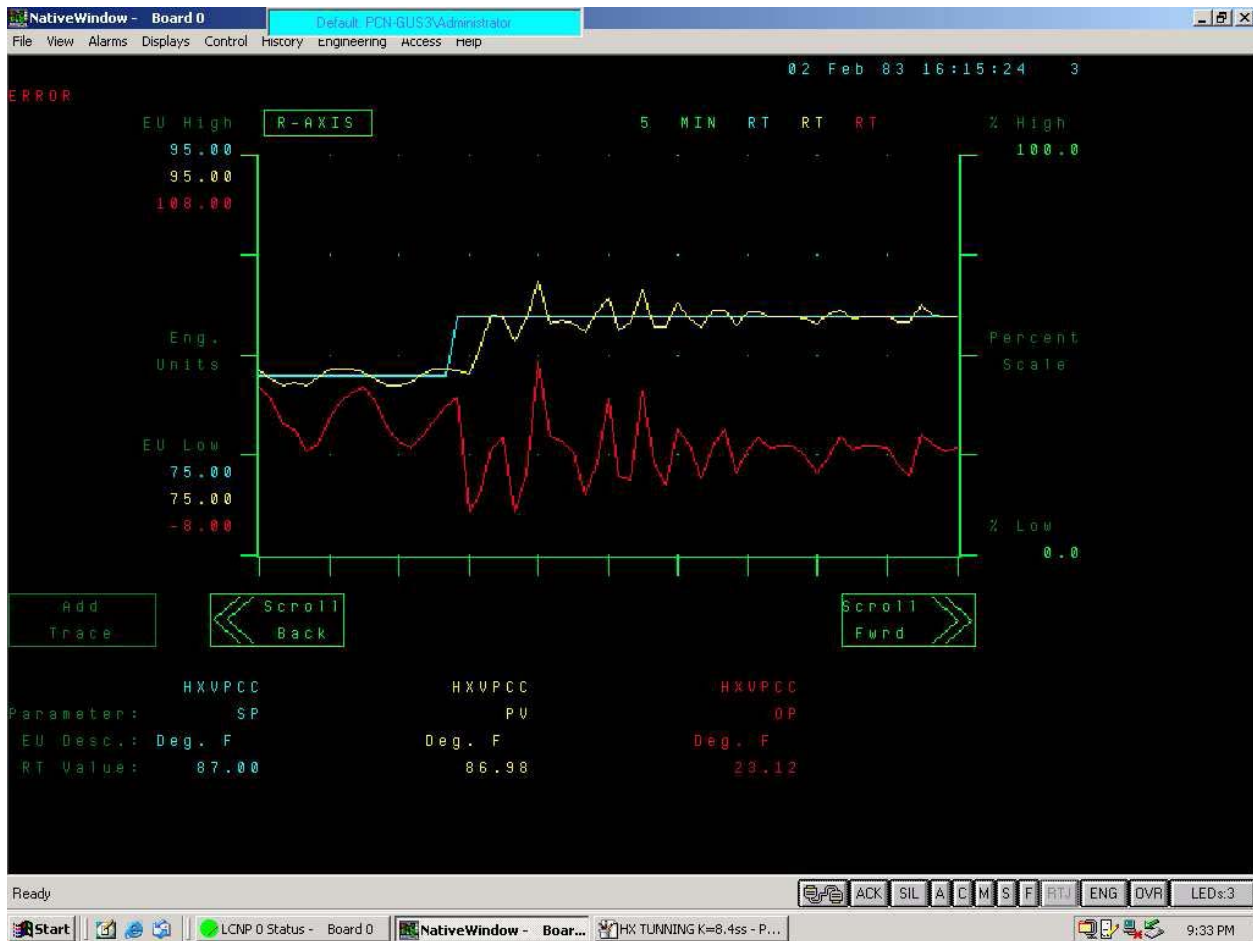 NativeWindow - Board 0
Default: PCN-GUS3\Administrator
File View Alarms Displays Control History Engineering Access Help
02 Feb 83 16:15:24 3
ERROR
EU High R-AXIS 5 MIN RT RT RT % High
95.00 100.0
95.00
108.00
Eng. Percent
Units Scale
EU Low
75.00
75.00
-8.00 % Low
0.0
Add Scroll Scroll
Trace Back Fwrd
HXVPCC HXVPCC HXVPCC
Parameter: SP PV OP
EU Desc.: Deg. F Deg. F Deg. F
RT Value: 87.00 86.98 23.12
Ready ACK SIL A C M S F RTJ ENG OVR LEDs:3
Start LCNP 0 Status - Board 0 NativeWindow - Boar... HX TUNNING K=8.4ss - P... 9:33 PM